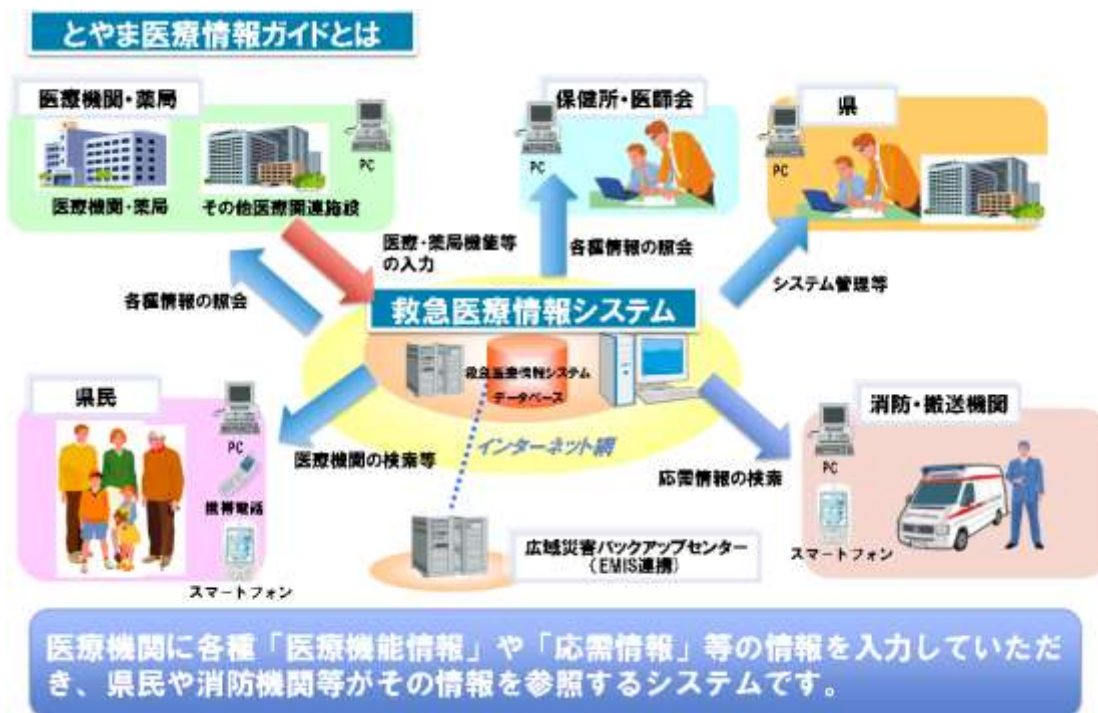 とやま医療情報ガイドとは
医療機関・薬局
PC
医療機関・薬局
その他医療関連施設
保健所・医師会
PC
県
PC
医療・薬局機能等
の入力
各種情報の照会
各種情報の照会
システム管理等
救急医療情報システム
救急医療情報システム
データベース
インターネット網
県民
PC
携帯電話
スマートフォン
医療機関の検索等
応需情報の検索
消防・搬送機関
PC
スマートフォン
広域災害バックアップセンター
(EMIS連携)
医療機関に各種「医療機能情報」や「応需情報」等の情報を入力していただ
き、県民や消防機関等がその情報を参照するシステムです。